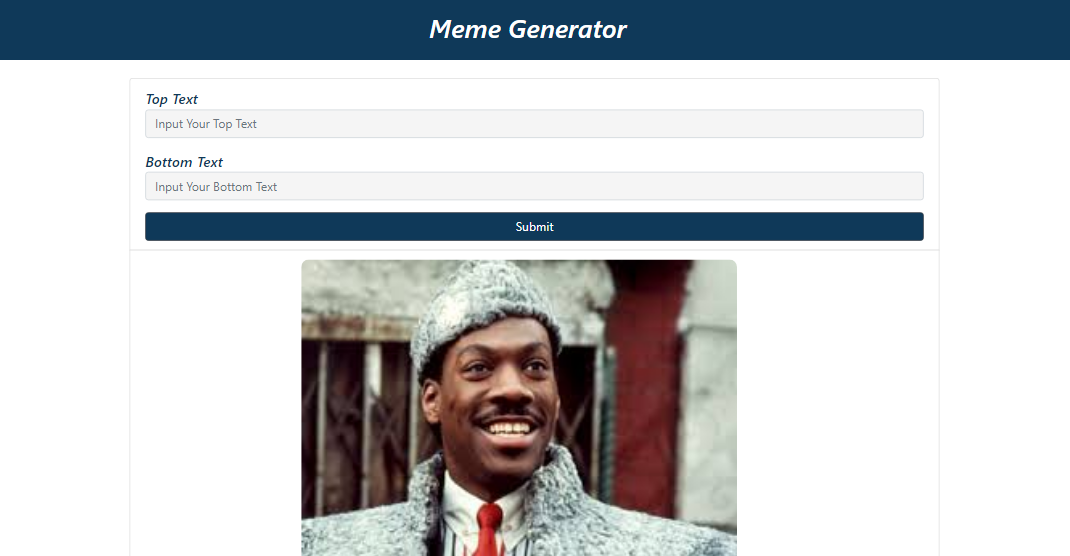 Meme Generator
Top Text
Input Your Top Text
Bottom Text
Input Your Bottom Text
Submit